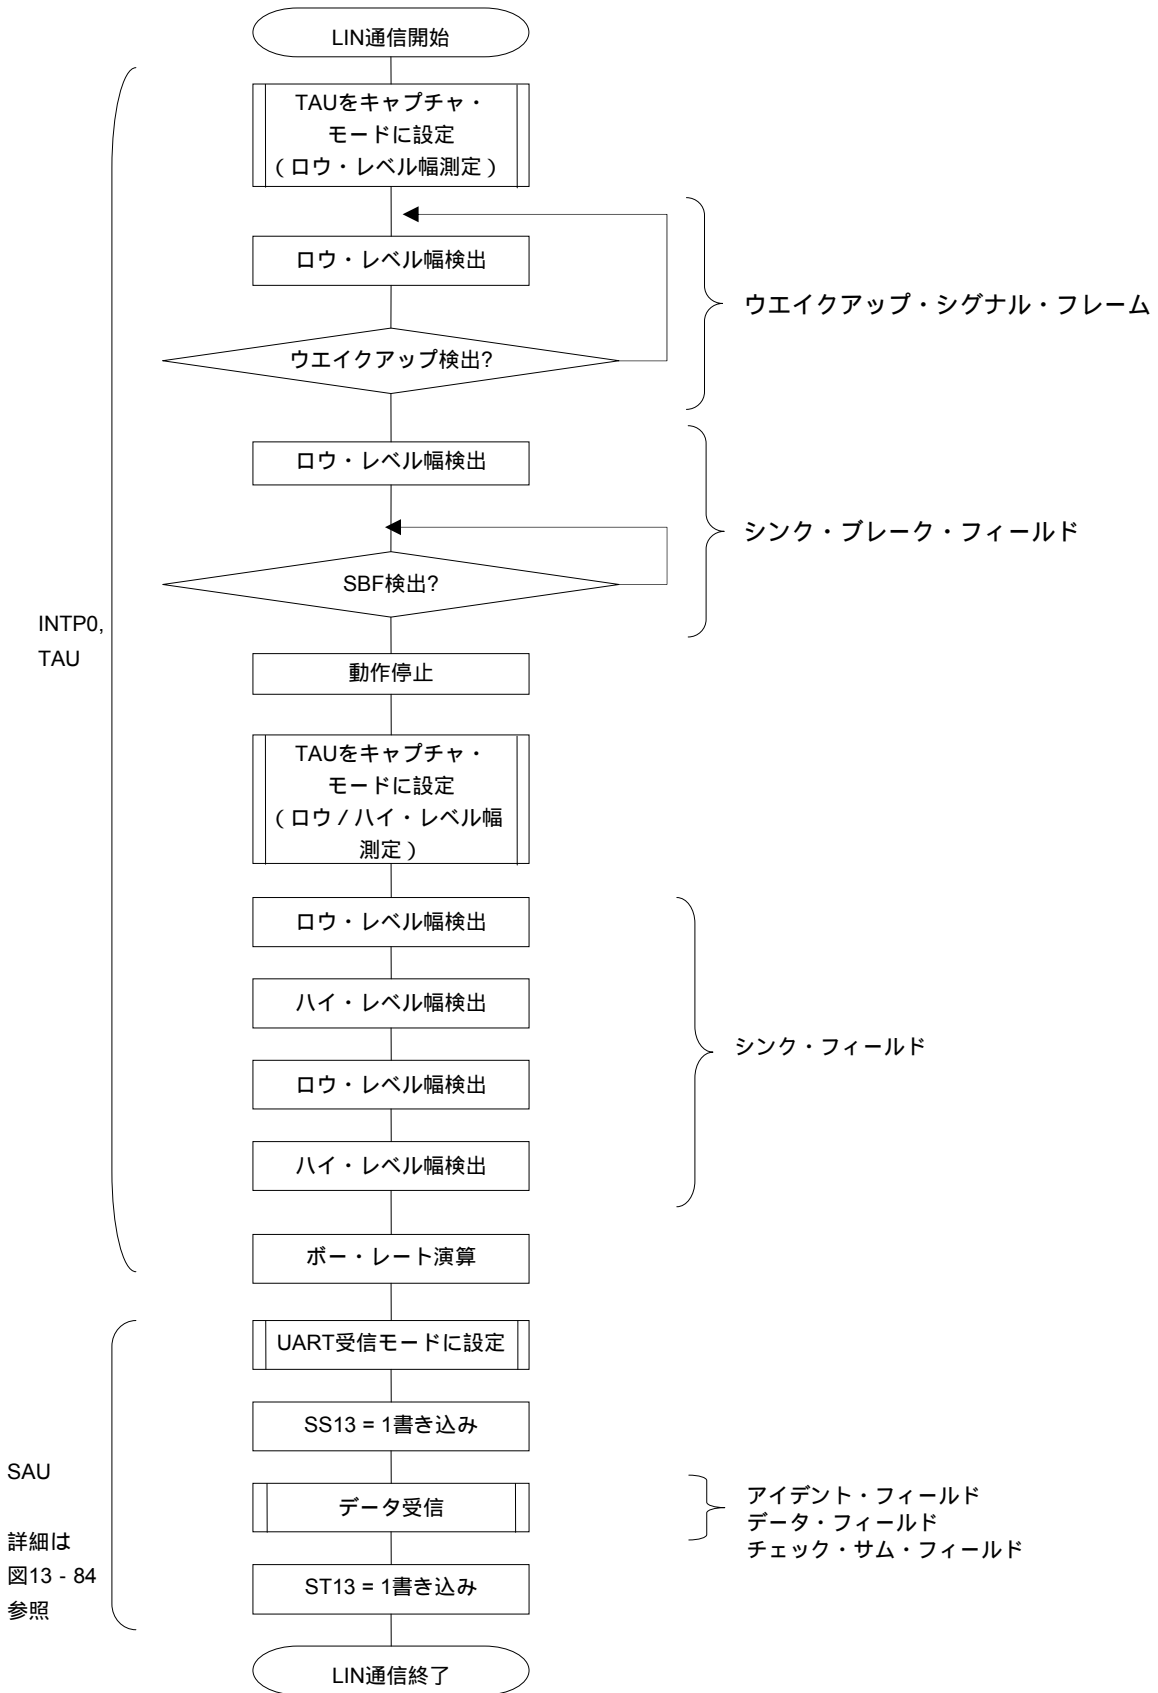 LIN通信開始
TAUをキャプチャ・
モードに設定
(ロウ・レベル幅測定)
ロウ・レベル幅検出
ウエイクアップ検出?
ウエイクアップ・シグナル・フレーム
ロウ・レベル幅検出
SBF検出?
シンク・ブレーク・フィールド
INTP0,
TAU
動作停止
TAUをキャプチャ・
モードに設定
(ロウ/ハイ・レベル幅
測定)
ロウ・レベル幅検出
ハイ・レベル幅検出
ロウ・レベル幅検出
ハイ・レベル幅検出
シンク・フィールド
ボー・レート演算
UART受信モードに設定
SS13 = 1書き込み
データ受信
ST13 = 1書き込み
SAU
詳細は
図13 - 84
参照
アイデント・フィールド
データ・フィールド
チェック・サム・フィールド
LIN通信終了